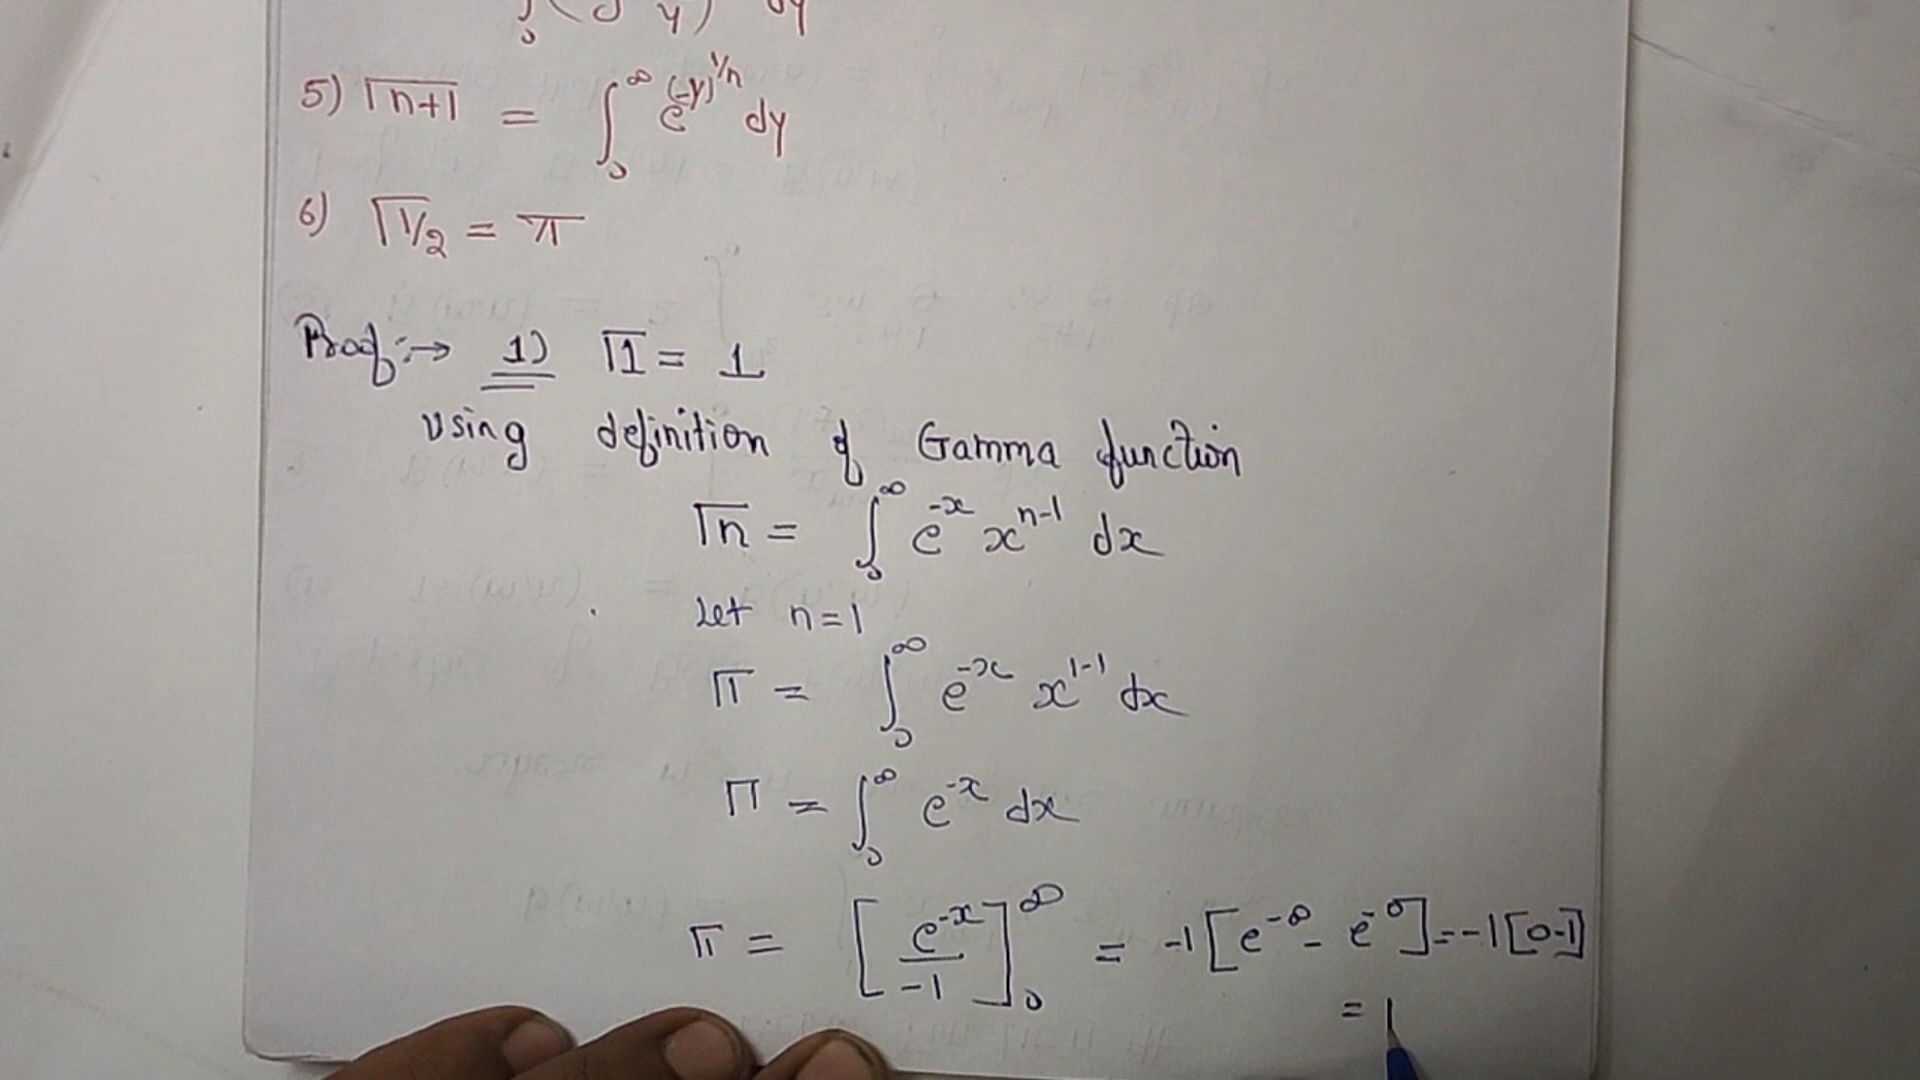 5) Γn+1 = ∫₀^∞ e^(-y)^1/n dy
6) Γ1/2 = π
Proof:→ 1) Γ1 = 1
Using definition of Gamma function
Γn = ∫₀^∞ e^-x x^n-1 dx
Let n=1
Γ1 = ∫₀^∞ e^-x x^1-1 dx
Γ1 = ∫₀^∞ e^-x dx
Γ1 = [e^-x/-1]₀^∞ = -1[e^-∞ - e^-0] = -1[0-1]
= 1